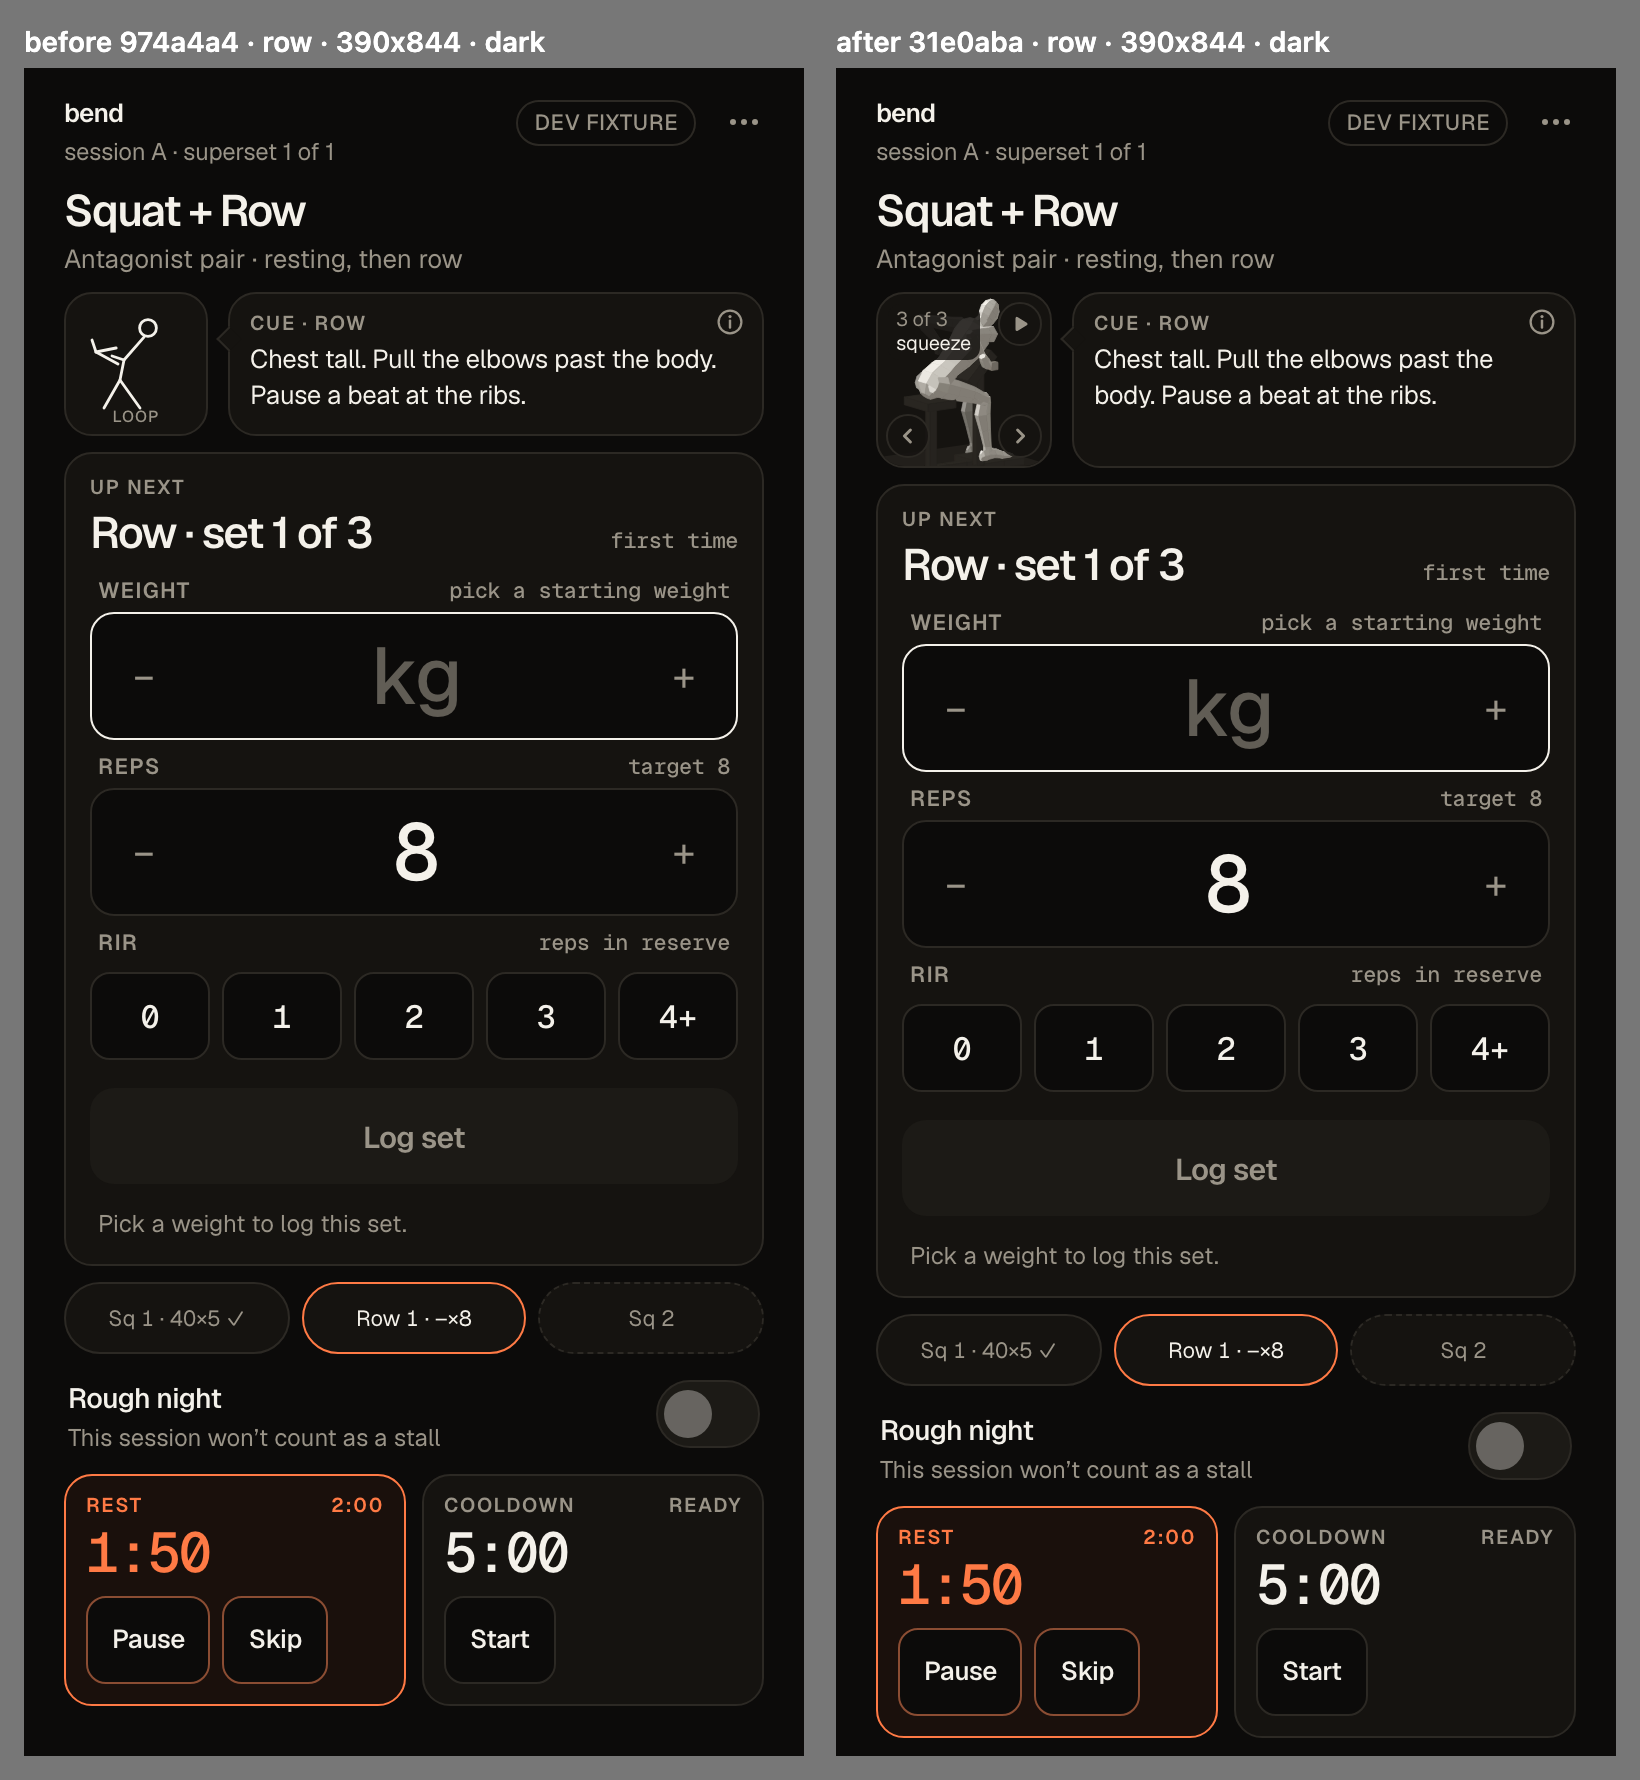 before 974a4a4 · row · 390x844 · dark
bend
DEV FIXTURE
session A · superset 1 of 1
Squat + Row
Antagonist pair · resting, then row
LOOP
CUE · ROW
Chest tall. Pull the elbows past the body.
Pause a beat at the ribs.
UP NEXT
Row · set 1 of 3
first time
WEIGHT
pick a starting weight
− kg +
REPS
target 8
− 8 +
RIR
reps in reserve
0 1 2 3 4+
Log set
Pick a weight to log this set.
Sq 1 · 40×5 ✓
Row 1 · –×8
Sq 2
Rough night
This session won’t count as a stall
REST 2:00
1:50
Pause Skip
COOLDOWN READY
5:00
Start
after 31e0aba · row · 390x844 · dark
bend
DEV FIXTURE
session A · superset 1 of 1
Squat + Row
Antagonist pair · resting, then row
3 of 3
squeeze
CUE · ROW
Chest tall. Pull the elbows past the
body. Pause a beat at the ribs.
UP NEXT
Row · set 1 of 3
first time
WEIGHT
pick a starting weight
− kg +
REPS
target 8
− 8 +
RIR
reps in reserve
0 1 2 3 4+
Log set
Pick a weight to log this set.
Sq 1 · 40×5 ✓
Row 1 · –×8
Sq 2
Rough night
This session won’t count as a stall
REST 2:00
1:50
Pause Skip
COOLDOWN READY
5:00
Start